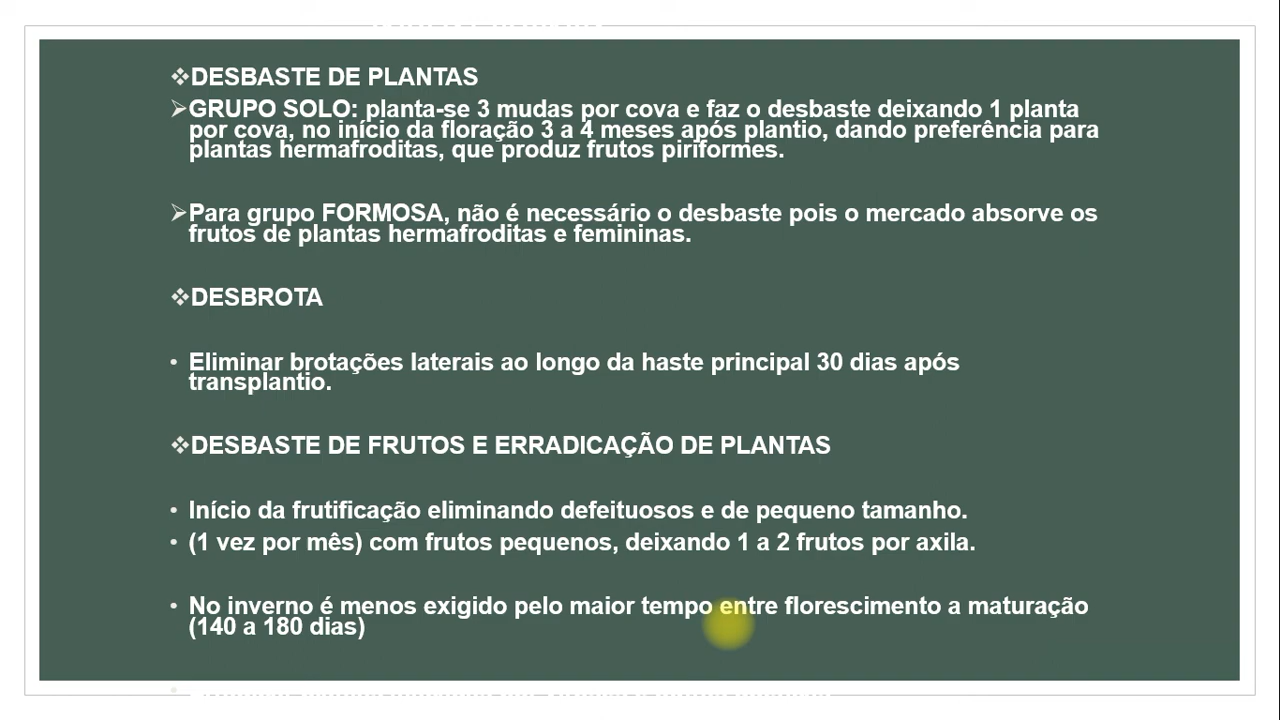 ❖DESBASTE DE PLANTAS
➢GRUPO SOLO: planta-se 3 mudas por cova e faz o desbaste deixando 1 planta
por cova, no início da floração 3 a 4 meses após plantio, dando preferência para
plantas hermafroditas, que produz frutos piriformes.
➢Para grupo FORMOSA, não é necessário o desbaste pois o mercado absorve os
frutos de plantas hermafroditas e femininas.
❖DESBROTA
• Eliminar brotações laterais ao longo da haste principal 30 dias após
transplantio.
❖DESBASTE DE FRUTOS E ERRADICAÇÃO DE PLANTAS
• Início da frutificação eliminando defeituosos e de pequeno tamanho.
• (1 vez por mês) com frutos pequenos, deixando 1 a 2 frutos por axila.
• No inverno é menos exigido pelo maior tempo entre florescimento a maturação
(140 a 180 dias)